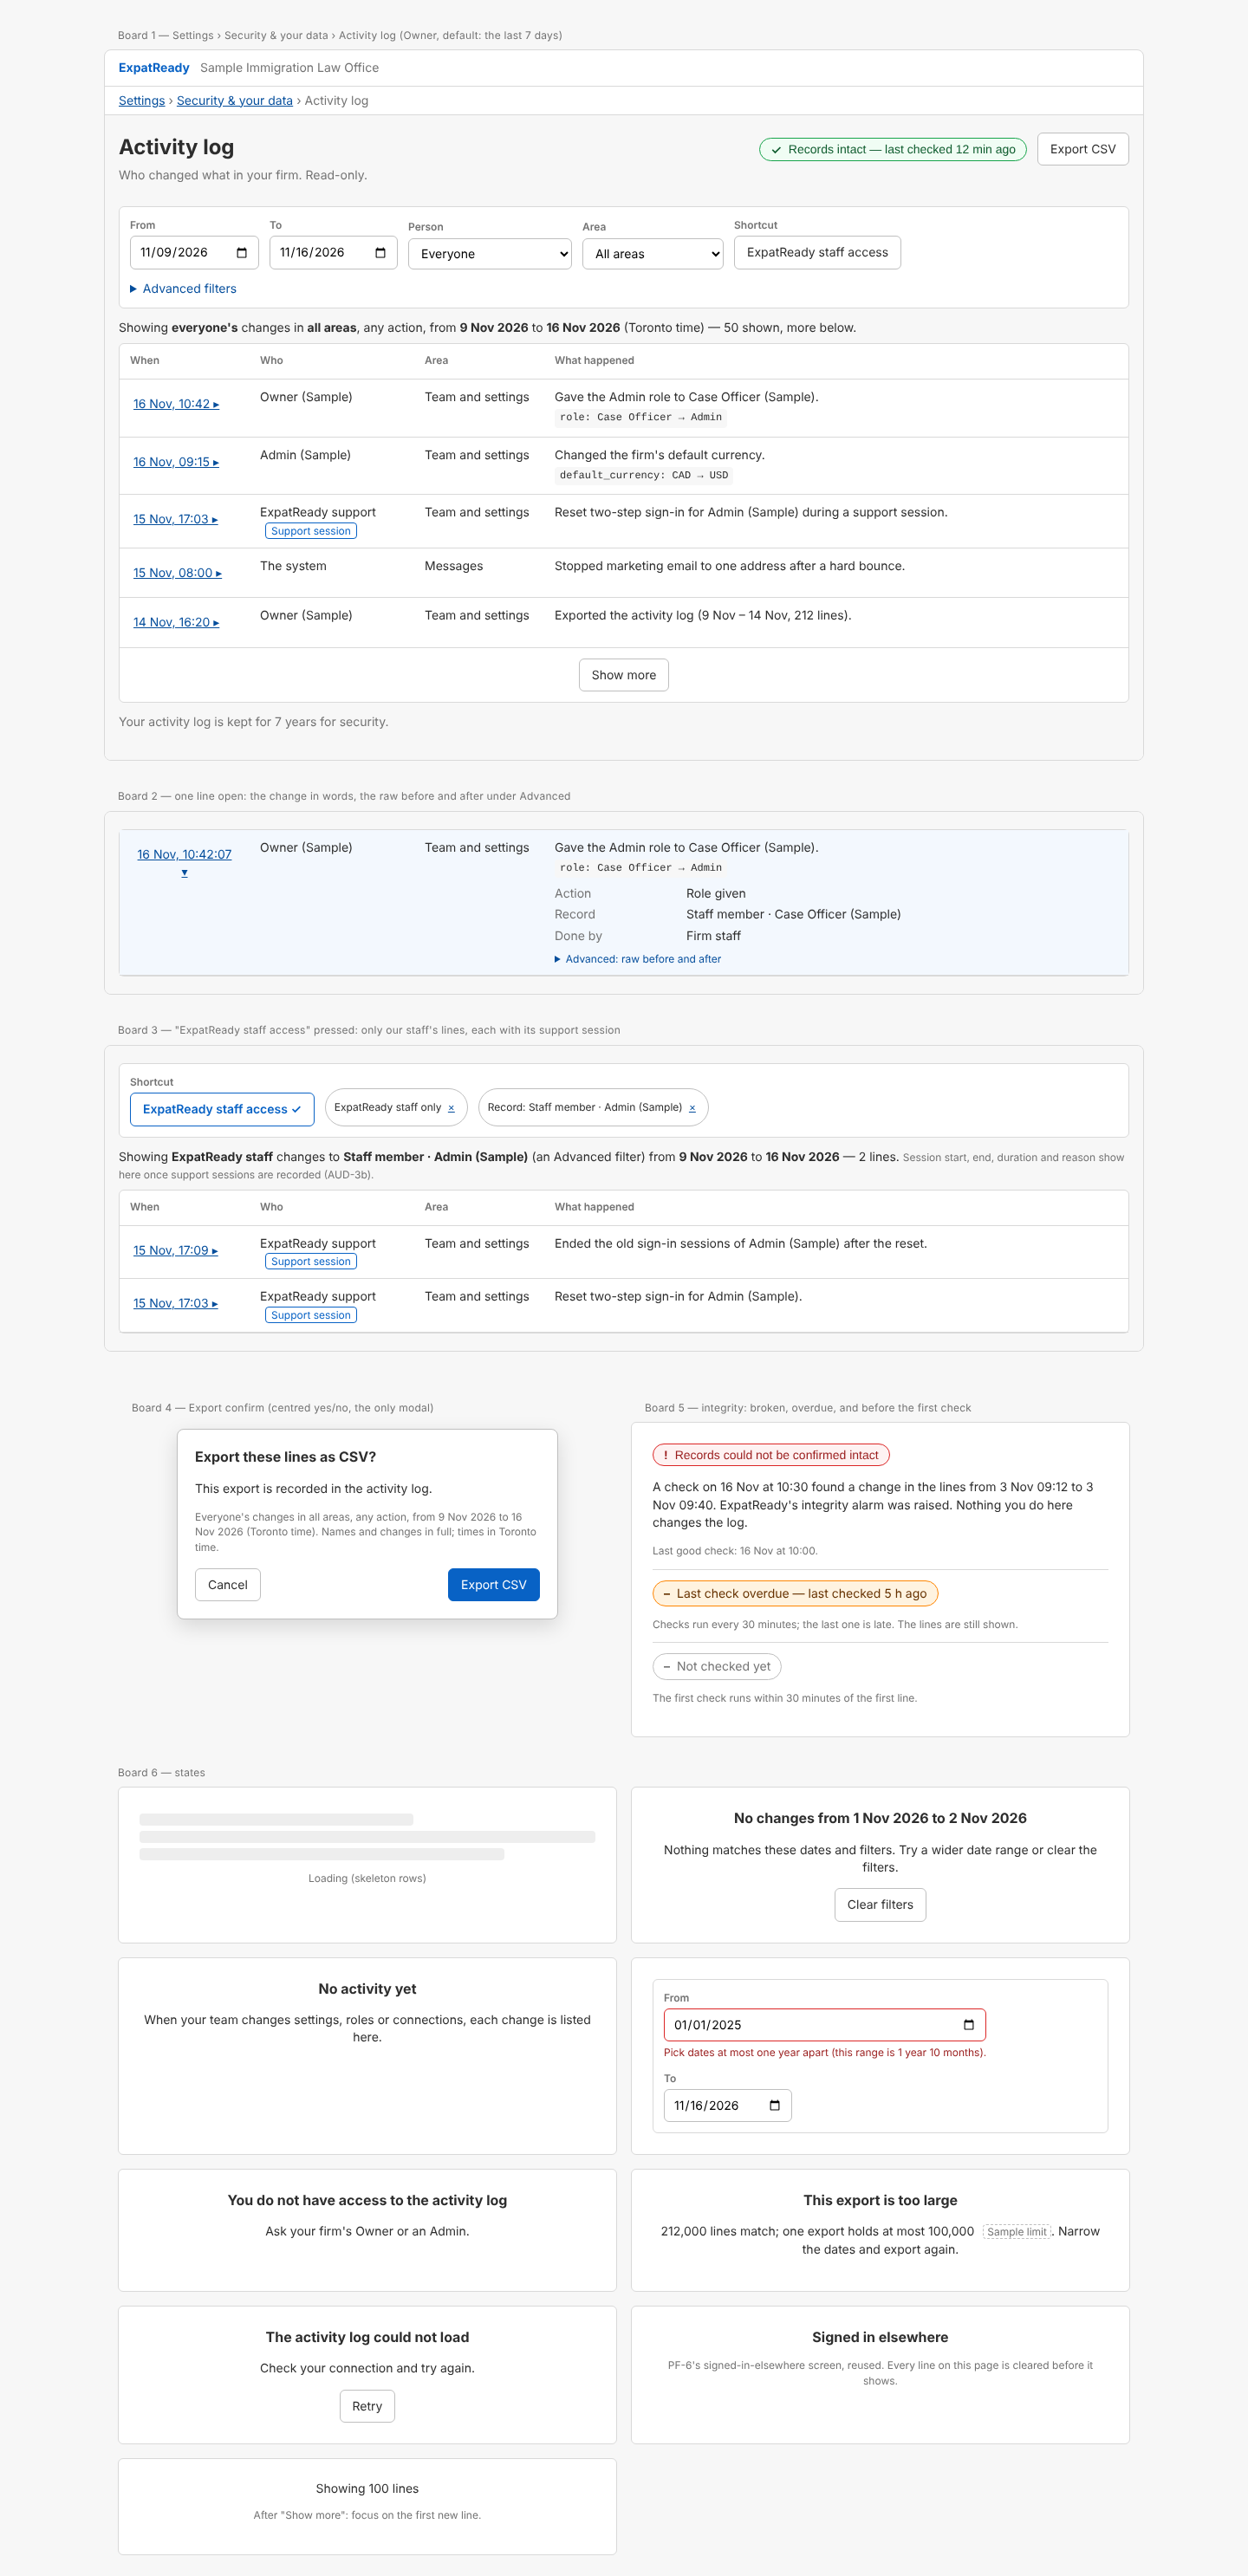 Board 1 — Settings › Security & your data › Activity log (Owner, default: the last 7 days)
ExpatReady Sample Immigration Law Office
Settings › Security & your data › Activity log
Activity log
✓ Records intact — last checked 12 min ago
Export CSV
Who changed what in your firm. Read-only.
From
To
Person
Area
Shortcut
11/09/2026
11/16/2026
Everyone
All areas
ExpatReady staff access
▶ Advanced filters
Showing everyone's changes in all areas, any action, from 9 Nov 2026 to 16 Nov 2026 (Toronto time) — 50 shown, more below.
When Who Area What happened
16 Nov, 10:42 ▸ Owner (Sample) Team and settings Gave the Admin role to Case Officer (Sample).
role: Case Officer → Admin
16 Nov, 09:15 ▸ Admin (Sample) Team and settings Changed the firm's default currency.
default_currency: CAD → USD
15 Nov, 17:03 ▸ ExpatReady support Team and settings Reset two-step sign-in for Admin (Sample) during a support session.
Support session
15 Nov, 08:00 ▸ The system Messages Stopped marketing email to one address after a hard bounce.
14 Nov, 16:20 ▸ Owner (Sample) Team and settings Exported the activity log (9 Nov – 14 Nov, 212 lines).
Show more
Your activity log is kept for 7 years for security.
Board 2 — one line open: the change in words, the raw before and after under Advanced
16 Nov, 10:42:07 ▾ Owner (Sample) Team and settings Gave the Admin role to Case Officer (Sample).
role: Case Officer → Admin
Action Role given
Record Staff member · Case Officer (Sample)
Done by Firm staff
▶ Advanced: raw before and after
Board 3 — "ExpatReady staff access" pressed: only our staff's lines, each with its support session
Shortcut
ExpatReady staff access ✓
ExpatReady staff only ×
Record: Staff member · Admin (Sample) ×
Showing ExpatReady staff changes to Staff member · Admin (Sample) (an Advanced filter) from 9 Nov 2026 to 16 Nov 2026 — 2 lines. Session start, end, duration and reason show
here once support sessions are recorded (AUD-3b).
When Who Area What happened
15 Nov, 17:09 ▸ ExpatReady support Team and settings Ended the old sign-in sessions of Admin (Sample) after the reset.
Support session
15 Nov, 17:03 ▸ ExpatReady support Team and settings Reset two-step sign-in for Admin (Sample).
Support session
Board 4 — Export confirm (centred yes/no, the only modal)
Export these lines as CSV?
This export is recorded in the activity log.
Everyone's changes in all areas, any action, from 9 Nov 2026 to 16
Nov 2026 (Toronto time). Names and changes in full; times in Toronto
time.
Cancel
Export CSV
Board 5 — integrity: broken, overdue, and before the first check
! Records could not be confirmed intact
A check on 16 Nov at 10:30 found a change in the lines from 3 Nov 09:12 to 3
Nov 09:40. ExpatReady's integrity alarm was raised. Nothing you do here
changes the log.
Last good check: 16 Nov at 10:00.
– Last check overdue — last checked 5 h ago
Checks run every 30 minutes; the last one is late. The lines are still shown.
– Not checked yet
The first check runs within 30 minutes of the first line.
Board 6 — states
Loading (skeleton rows)
No changes from 1 Nov 2026 to 2 Nov 2026
Nothing matches these dates and filters. Try a wider date range or clear the
filters.
Clear filters
No activity yet
When your team changes settings, roles or connections, each change is listed
here.
From
01/01/2025
Pick dates at most one year apart (this range is 1 year 10 months).
To
11/16/2026
You do not have access to the activity log
Ask your firm's Owner or an Admin.
This export is too large
212,000 lines match; one export holds at most 100,000 Sample limit. Narrow
the dates and export again.
The activity log could not load
Check your connection and try again.
Retry
Signed in elsewhere
PF-6's signed-in-elsewhere screen, reused. Every line on this page is cleared before it
shows.
Showing 100 lines
After "Show more": focus on the first new line.